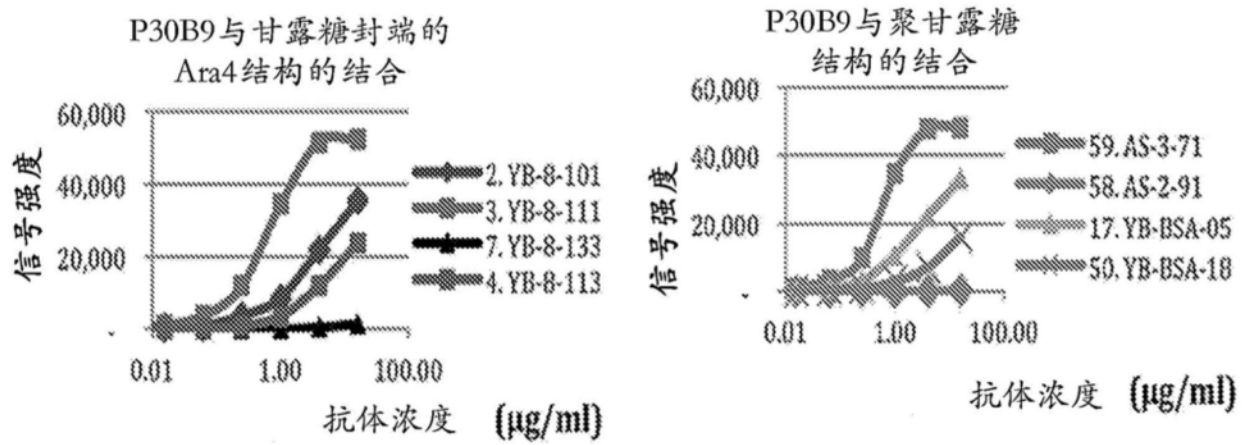 P30B9与甘露糖封端的
Ara4结构的结合
60,000
40,000
20,000
信号强度
0.01
1.00
100.00
抗体浓度 (µg/ml)
2. YB-8-101
3. YB-8-111
7. YB-8-133
4. YB-8-113
P30B9与聚甘露糖
结构的结合
60,000
40,000
20,000
信号强度
0.01
1.00
100.00
抗体浓度 (µg/ml)
59. AS-3-71
58. AS-2-91
17. YB-BSA-05
50. YB-BSA-18